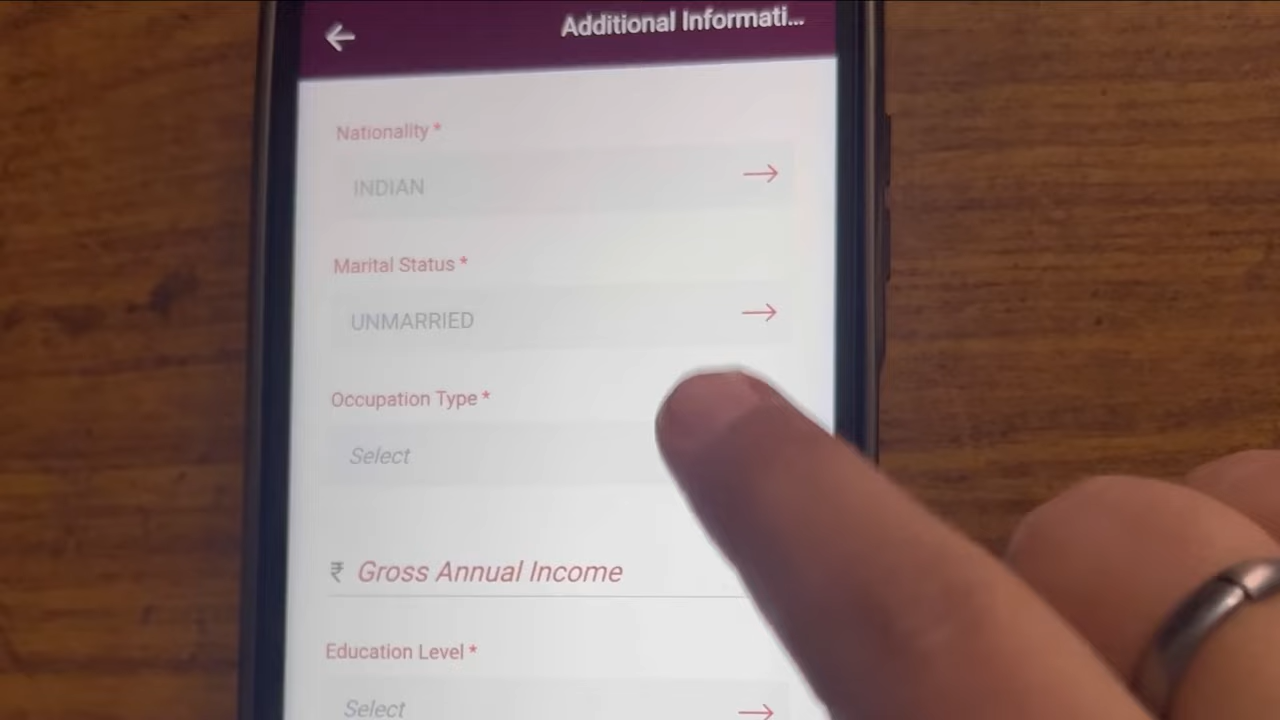 Additional Informati...
Nationality *
INDIAN
Marital Status *
UNMARRIED
Occupation Type *
Select
₹ Gross Annual Income
Education Level *
Select